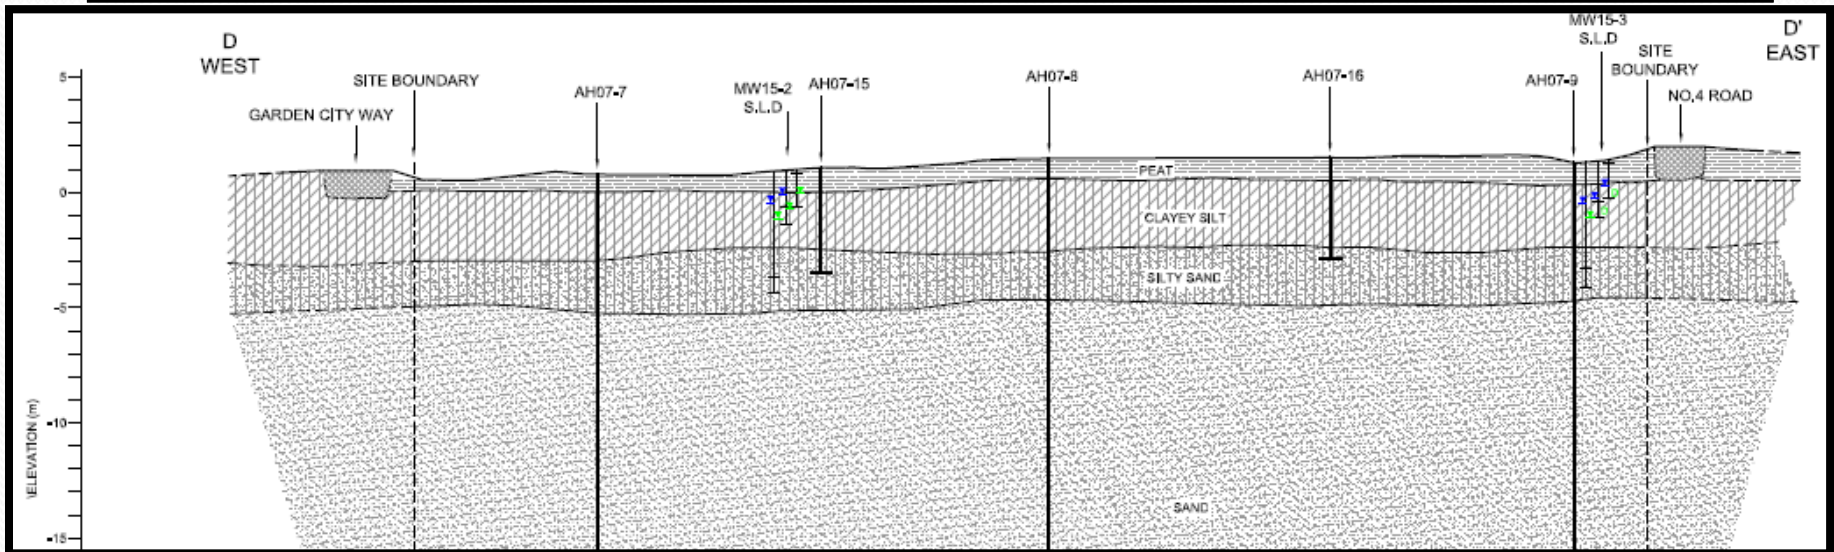 D
WEST
D'
EAST
MW15-3
S.L.D
SITE
BOUNDARY
SITE BOUNDARY
AH07-7
MW15-2
S.L.D
AH07-15
AH07-8
AH07-16
AH07-9
NO.4 ROAD
GARDEN CITY WAY
5
0
-5
-10
-15
ELEVATION (m)
PEAT
CLAYEY SILT
SILTY SAND
SAND